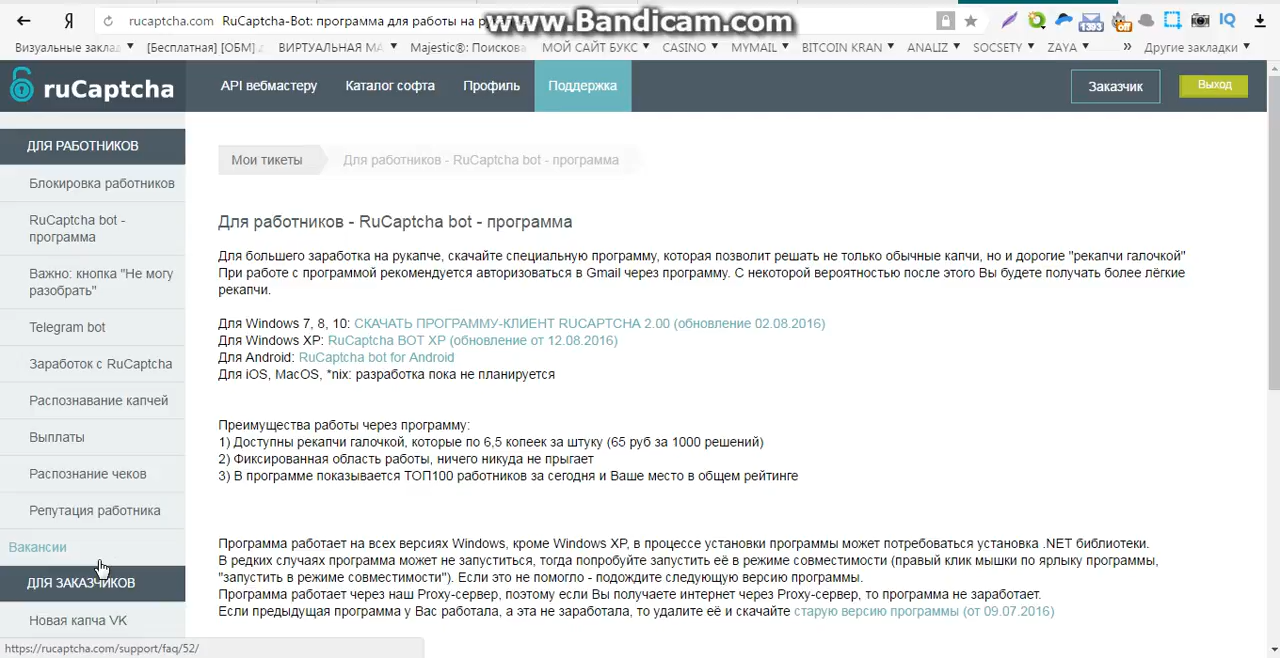 rucaptcha.com RuCaptcha-Bot: программа для работы на
www.Bandicam.com
1393
off
IQ
Визуальные заклад
[Бесплатная] [ОБМ]
ВИРТУАЛЬНАЯ МА
Majestic®: Поискова
МОЙ САЙТ БУКС
CASINO
MYMAIL
BITCOIN KRAN
ANALIZ
SOCSETY
ZAYA
»
Другие закладки
ruCaptcha
API вебмастеру
Каталог софта
Профиль
Поддержка
Заказчик
Выход
ДЛЯ РАБОТНИКОВ
Блокировка работников
RuCaptcha bot -
программа
Важно: кнопка "Не могу
разобрать"
Telegram bot
Заработок с RuCaptcha
Распознавание капчей
Выплаты
Распознание чеков
Репутация работника
Вакансии
ДЛЯ ЗАКАЗЧИКОВ
Новая капча VK
https://rucaptcha.com/support/faq/52/
Мои тикеты
Для работников - RuCaptcha bot - программа
Для работников - RuCaptcha bot - программа
Для большего заработка на рукапче, скачайте специальную программу, которая позволит решать не только обычные капчи, но и дорогие "рекапчи галочкой"
При работе с программой рекомендуется авторизоваться в Gmail через программу. С некоторой вероятностью после этого Вы будете получать более лёгкие
рекапчи.
Для Windows 7, 8, 10: СКАЧАТЬ ПРОГРАММУ-КЛИЕНТ RUCAPTCHA 2.00 (обновление 02.08.2016)
Для Windows XP: RuCaptcha BOT XP (обновление от 12.08.2016)
Для Android: RuCaptcha bot for Android
Для iOS, MacOS, *nix: разработка пока не планируется
Преимущества работы через программу:
1) Доступны рекапчи галочкой, которые по 6,5 копеек за штуку (65 руб за 1000 решений)
2) Фиксированная область работы, ничего никуда не прыгает
3) В программе показывается ТОП100 работников за сегодня и Ваше место в общем рейтинге
Программа работает на всех версиях Windows, кроме Windows XP, в процессе установки программы может потребоваться установка .NET библиотеки.
В редких случаях программа может не запуститься, тогда попробуйте запустить её в режиме совместимости (правый клик мышки по ярлыку программы,
"запустить в режиме совместимости"). Если это не помогло - подождите следующую версию программы.
Программа работает через наш Proxy-сервер, поэтому если Вы получаете интернет через Proxy-сервер, то программа не заработает.
Если предыдущая программа у Вас работала, а эта не заработала, то удалите её и скачайте старую версию программы (от 09.07.2016)